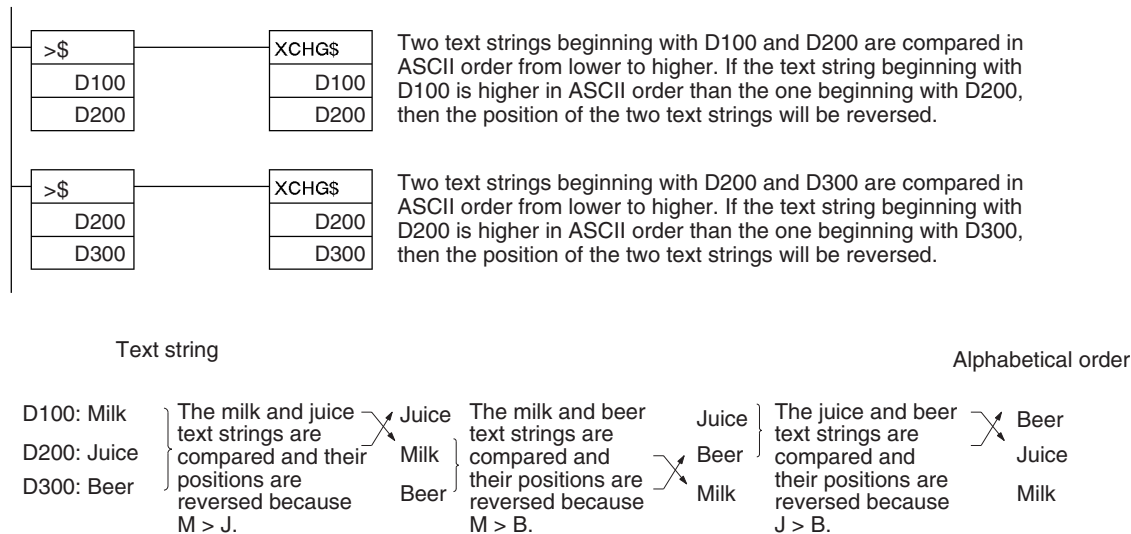 >$
D100
D200
XCHG$
D100
D200
Two text strings beginning with D100 and D200 are compared in
ASCII order from lower to higher. If the text string beginning with
D100 is higher in ASCII order than the one beginning with D200,
then the position of the two text strings will be reversed.
>$
D200
D300
XCHG$
D200
D300
Two text strings beginning with D200 and D300 are compared in
ASCII order from lower to higher. If the text string beginning with
D200 is higher in ASCII order than the one beginning with D300,
then the position of the two text strings will be reversed.
Text string
Alphabetical order
D100: Milk
D200: Juice
D300: Beer
The milk and juice
text strings are
compared and their
positions are
reversed because
M > J.
Juice
Milk
Beer
The milk and beer
text strings are
compared and
their positions are
reversed because
M > B.
Juice
Beer
Milk
The juice and beer
text strings are
compared and
their positions are
reversed because
J > B.
Beer
Juice
Milk